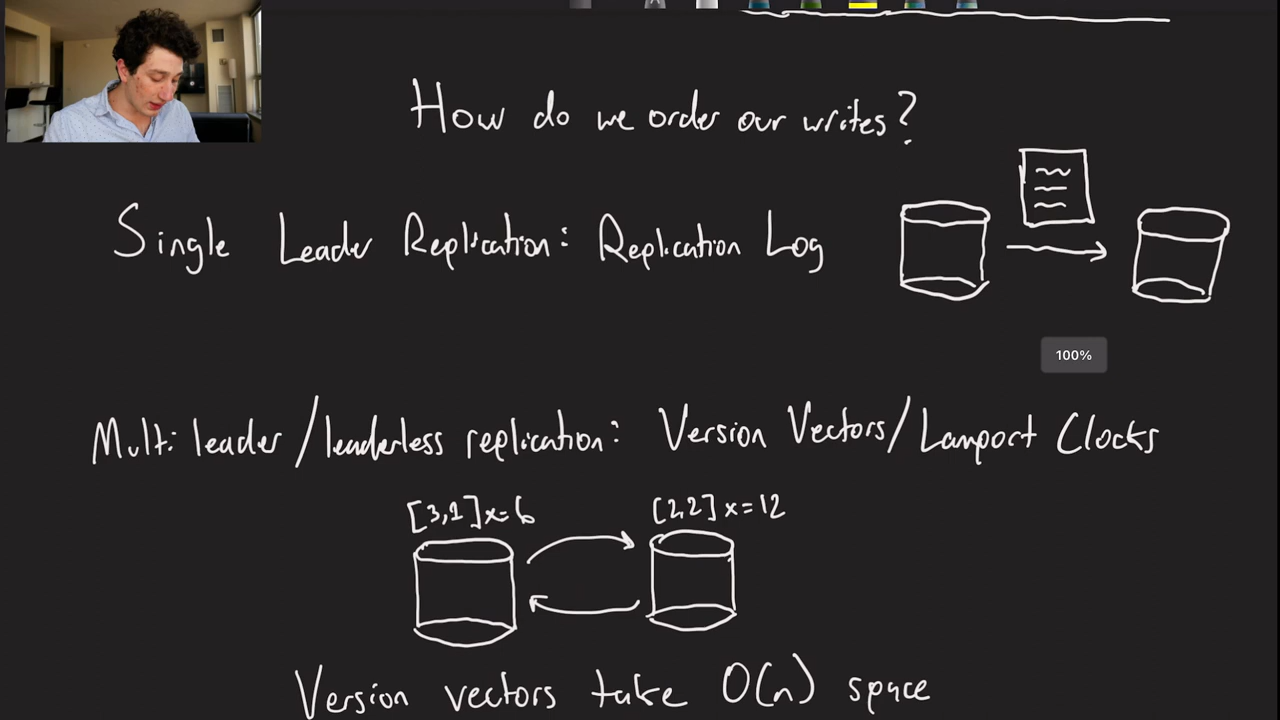 How do we order our writes?
Single Leader Replication: Replication Log
100%
Multi leader/leaderless replication: Version Vectors/Lamport Clocks
[3,1] x=6
[2,2] x=12
Version vectors take O(n) space